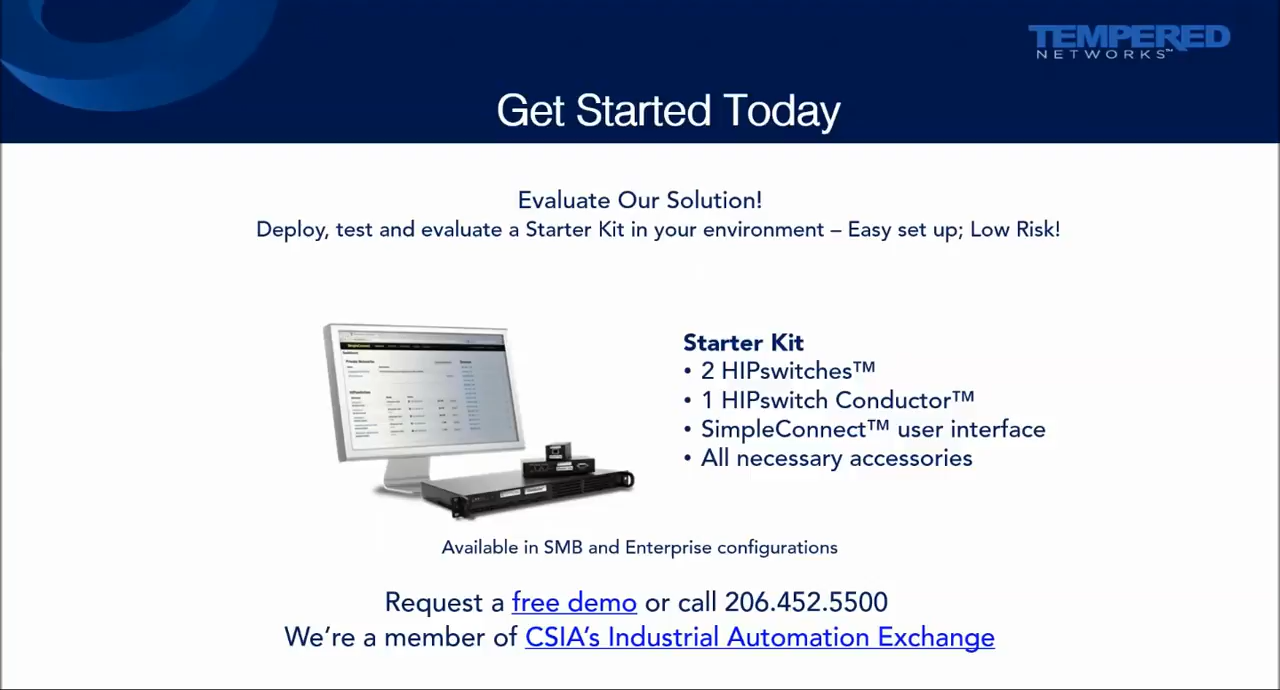 TEMPERED
NETWORKS™
Get Started Today
Evaluate Our Solution!
Deploy, test and evaluate a Starter Kit in your environment – Easy set up; Low Risk!
Starter Kit
• 2 HIPswitches™
• 1 HIPswitch Conductor™
• SimpleConnect™ user interface
• All necessary accessories
Available in SMB and Enterprise configurations
Request a free demo or call 206.452.5500
We're a member of CSIA's Industrial Automation Exchange